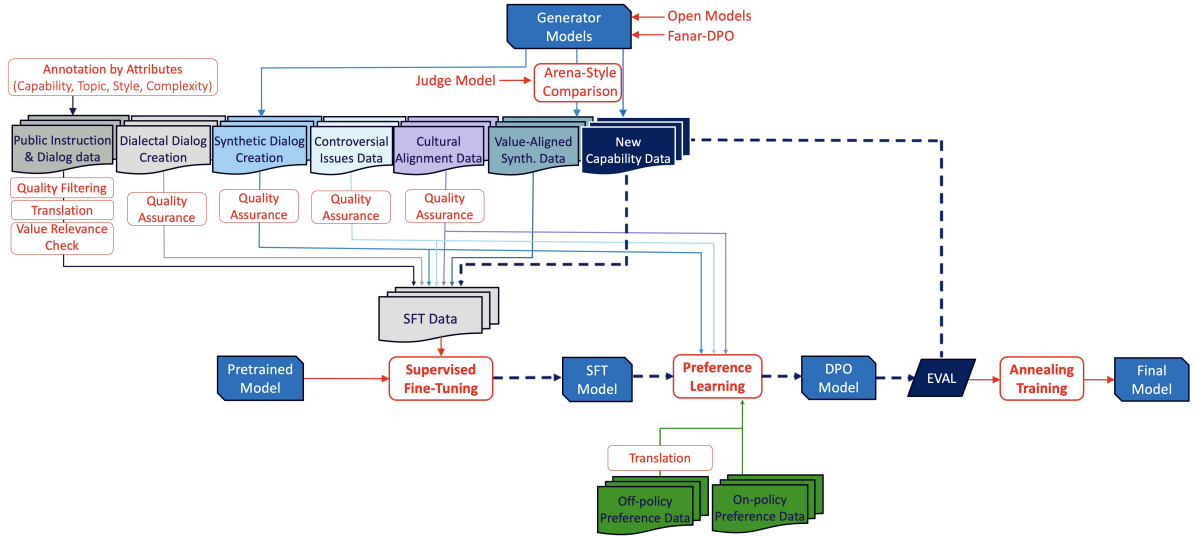 Generator
Models
Open Models
Fanar-DPO
Annotation by Attributes
(Capability, Topic, Style, Complexity)
Judge Model
Arena-Style
Comparison
Public Instruction
& Dialog data
Dialectal Dialog
Creation
Synthetic Dialog
Creation
Controversial
Issues Data
Cultural
Alignment Data
Value-Aligned
Synth. Data
New
Capability Data
Quality Filtering
Translation
Value Relevance
Check
Quality
Assurance
Quality
Assurance
Quality
Assurance
Quality
Assurance
SFT Data
Pretrained
Model
Supervised
Fine-Tuning
SFT
Model
Preference
Learning
DPO
Model
EVAL
Annealing
Training
Final
Model
Translation
Off-policy
Preference Data
On-policy
Preference Data